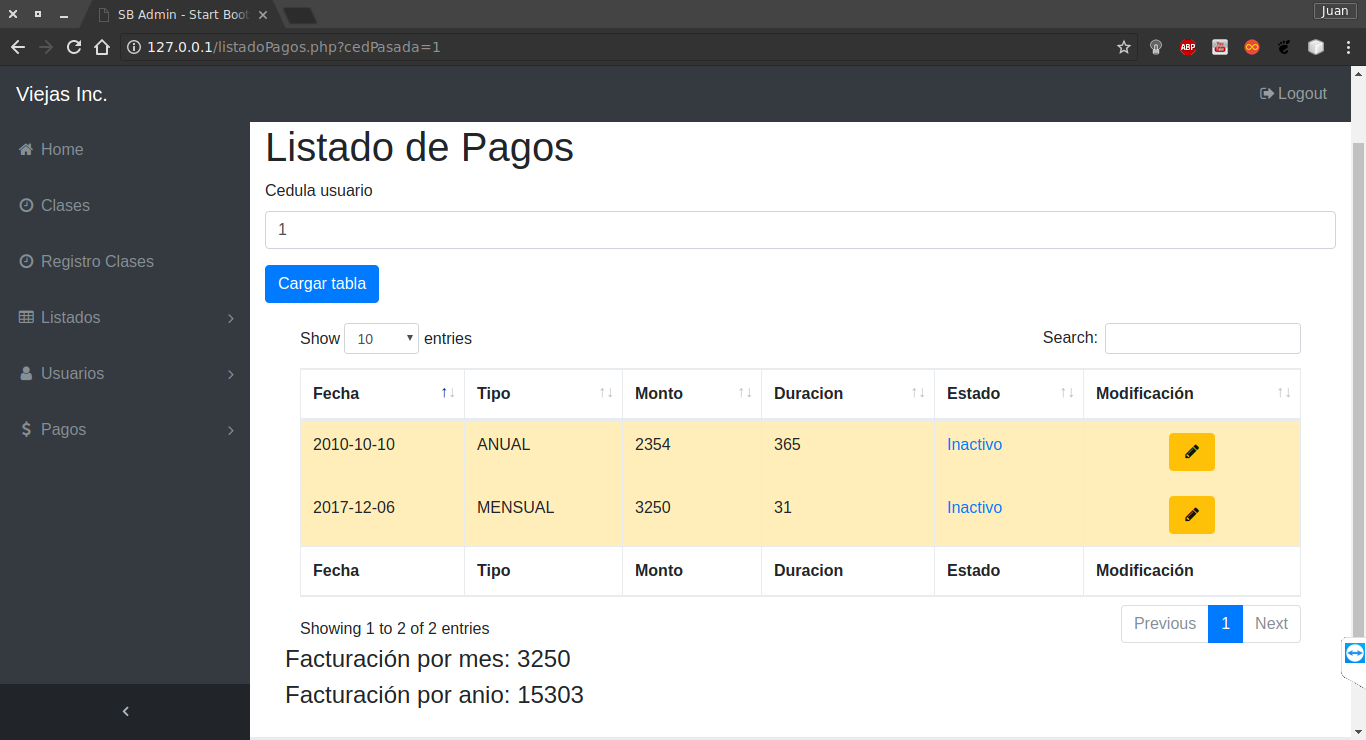 SB Admin - Start Boot
Juan
127.0.0.1/listadoPagos.php?cedPasada=1
ABP
Viejas Inc.
Logout
Home
Clases
Registro Clases
Listados
Usuarios
Pagos
Listado de Pagos
Cedula usuario
1
Cargar tabla
Show 10 entries
Search:
Fecha Tipo Monto Duracion Estado Modificación
2010-10-10 ANUAL 2354 365 Inactivo
2017-12-06 MENSUAL 3250 31 Inactivo
Fecha Tipo Monto Duracion Estado Modificación
Showing 1 to 2 of 2 entries
Previous 1 Next
Facturación por mes: 3250
Facturación por anio: 15303